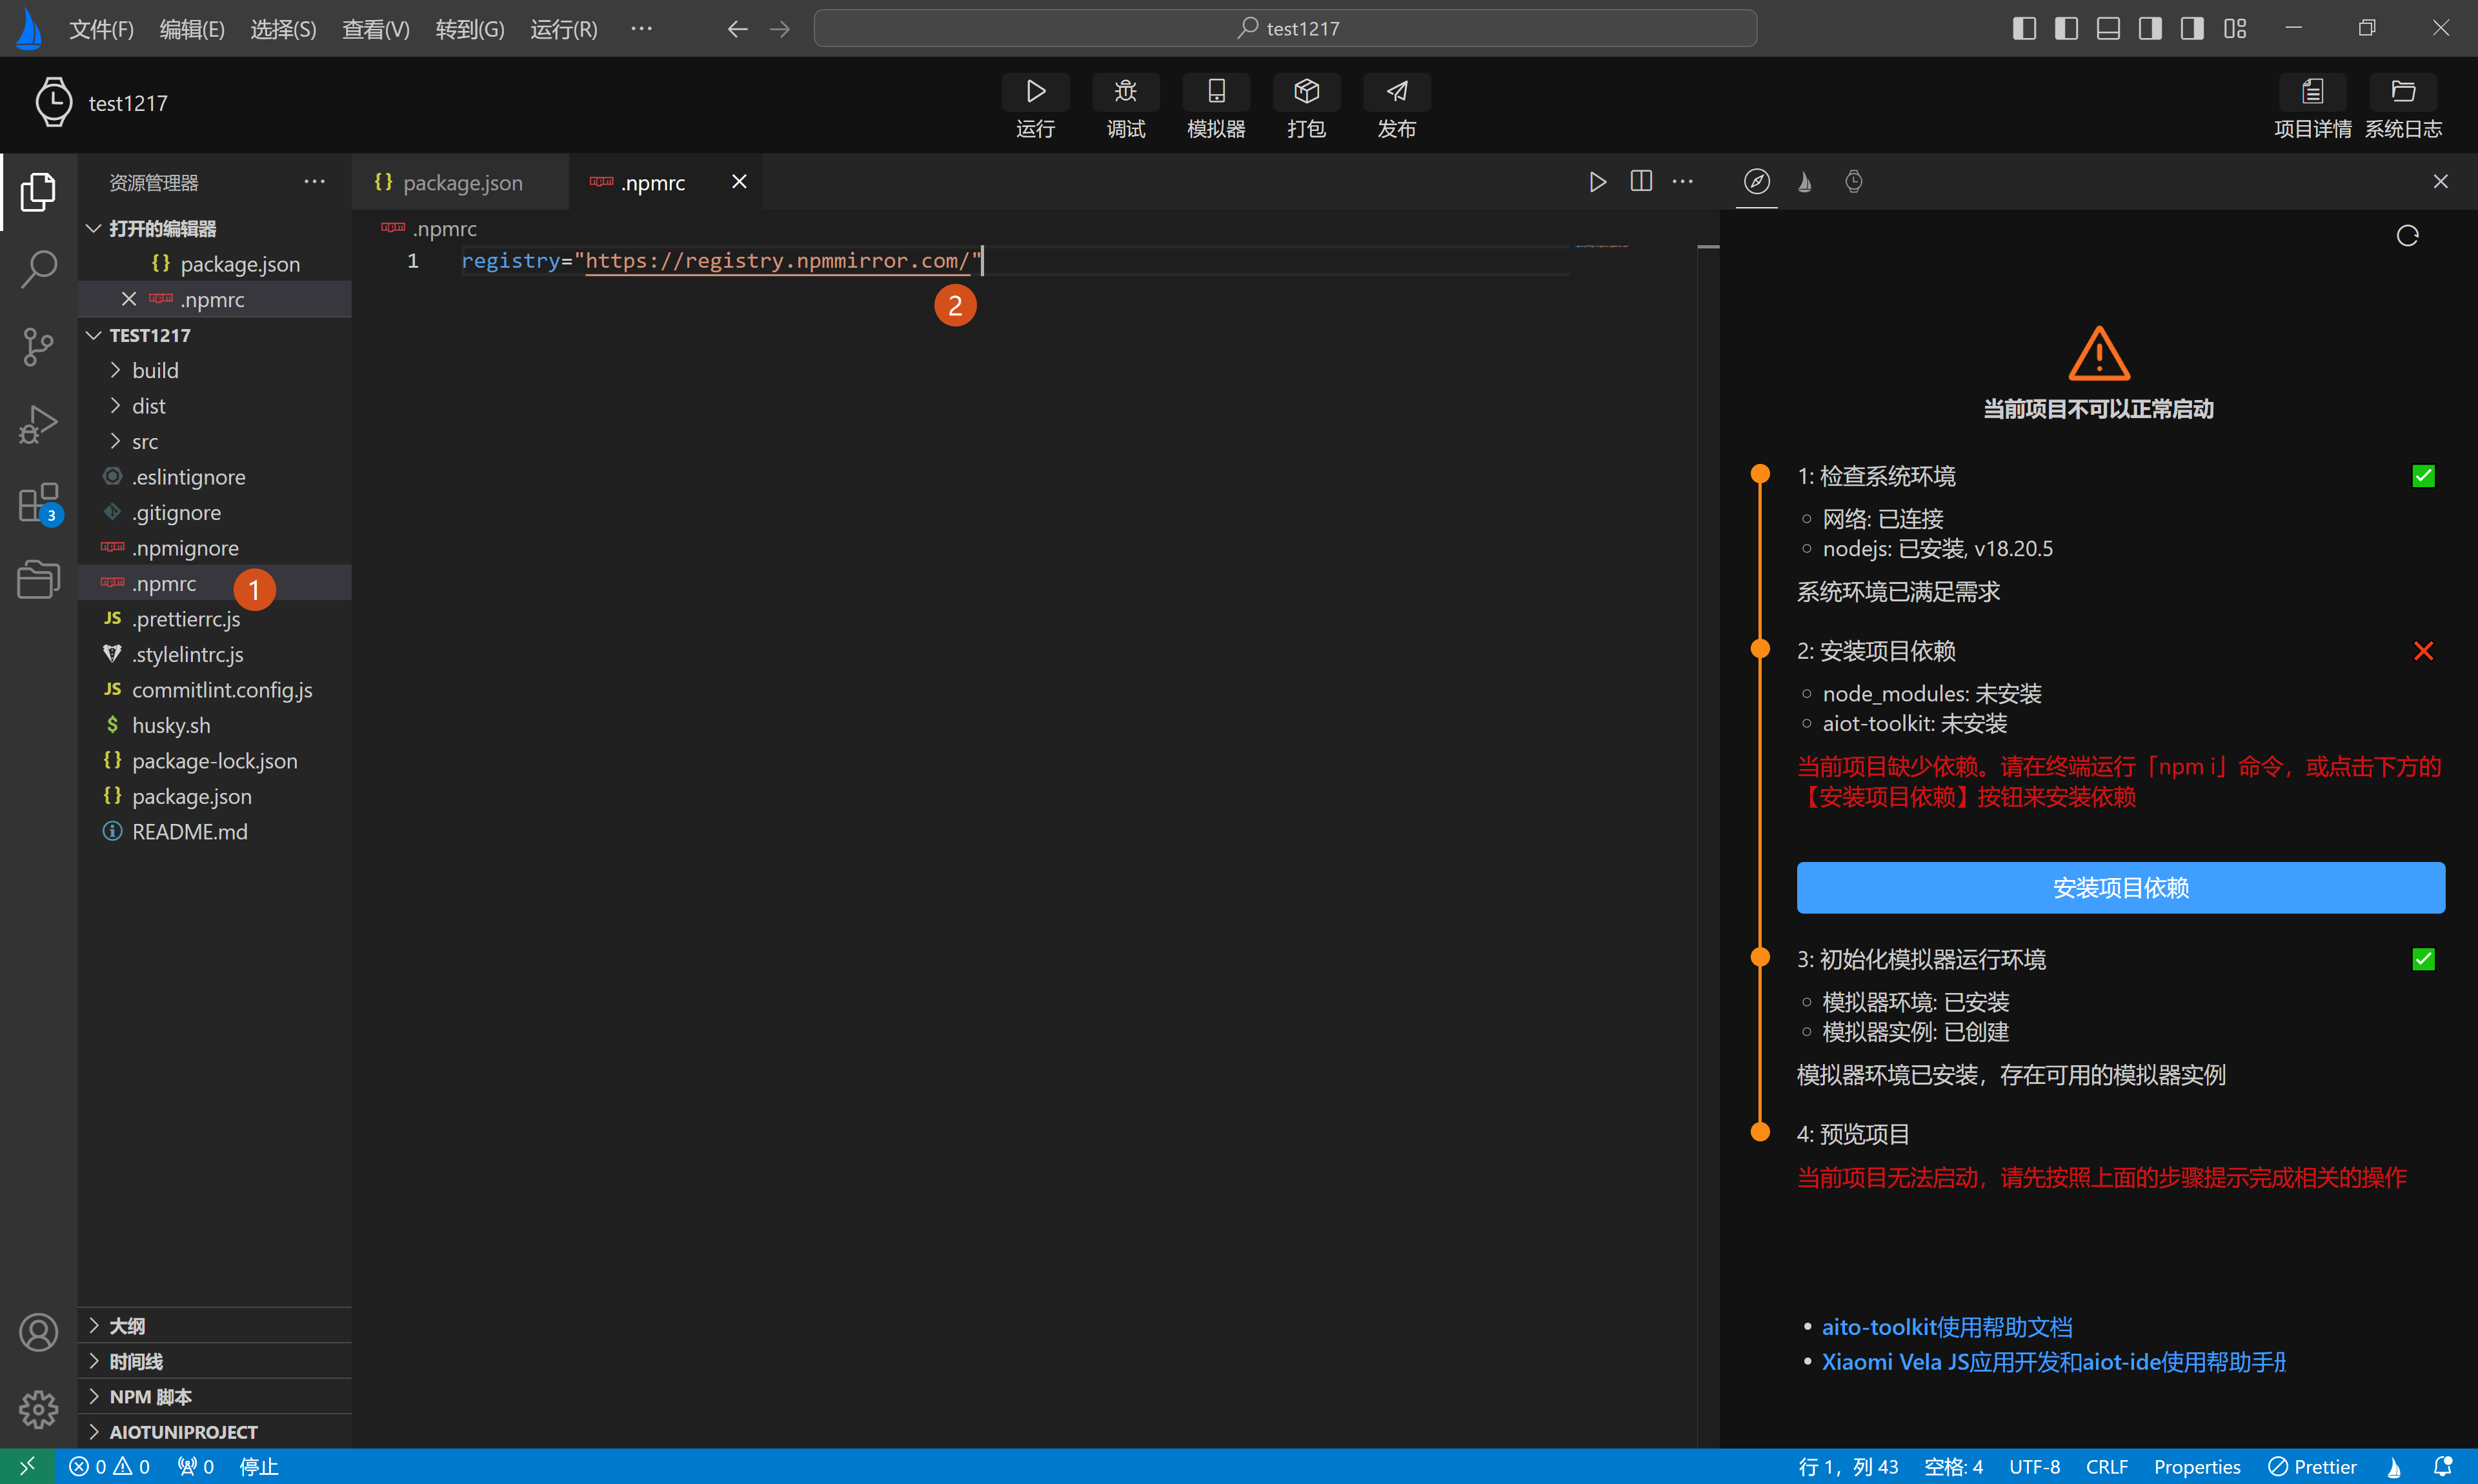 文件(F) 编辑(E) 选择(S) 查看(V) 转到(G) 运行(R) ··· test1217
test1217
运行 调试 模拟器 打包 发布 项目详情 系统日志
资源管理器
打开的编辑器
package.json
.npmrc
TEST1217
build
dist
src
.eslintignore
.gitignore
.npmignore
.npmrc 1
.prettierrc.js
.stylelintrc.js
commitlint.config.js
husky.sh
package-lock.json
package.json
README.md
大纲
时间线
NPM 脚本
AIOTUNIPROJECT
3
package.json .npmrc
.npmrc
1 registry="https://registry.npmmirror.com/"
2
当前项目不可以正常启动
1: 检查系统环境
网络: 已连接
nodejs: 已安装, v18.20.5
系统环境已满足需求
2: 安装项目依赖
node_modules: 未安装
aiot-toolkit: 未安装
当前项目缺少依赖。请在终端运行「npm i」命令，或点击下方的
【安装项目依赖】按钮来安装依赖
安装项目依赖
3: 初始化模拟器运行环境
模拟器环境: 已安装
模拟器实例: 已创建
模拟器环境已安装，存在可用的模拟器实例
4: 预览项目
当前项目无法启动，请先按照上面的步骤提示完成相关的操作
aito-toolkit使用帮助文档
Xiaomi Vela JS应用开发和aiot-ide使用帮助手册
0 0 0 停止 行 1，列 43 空格: 4 UTF-8 CRLF Properties Prettier